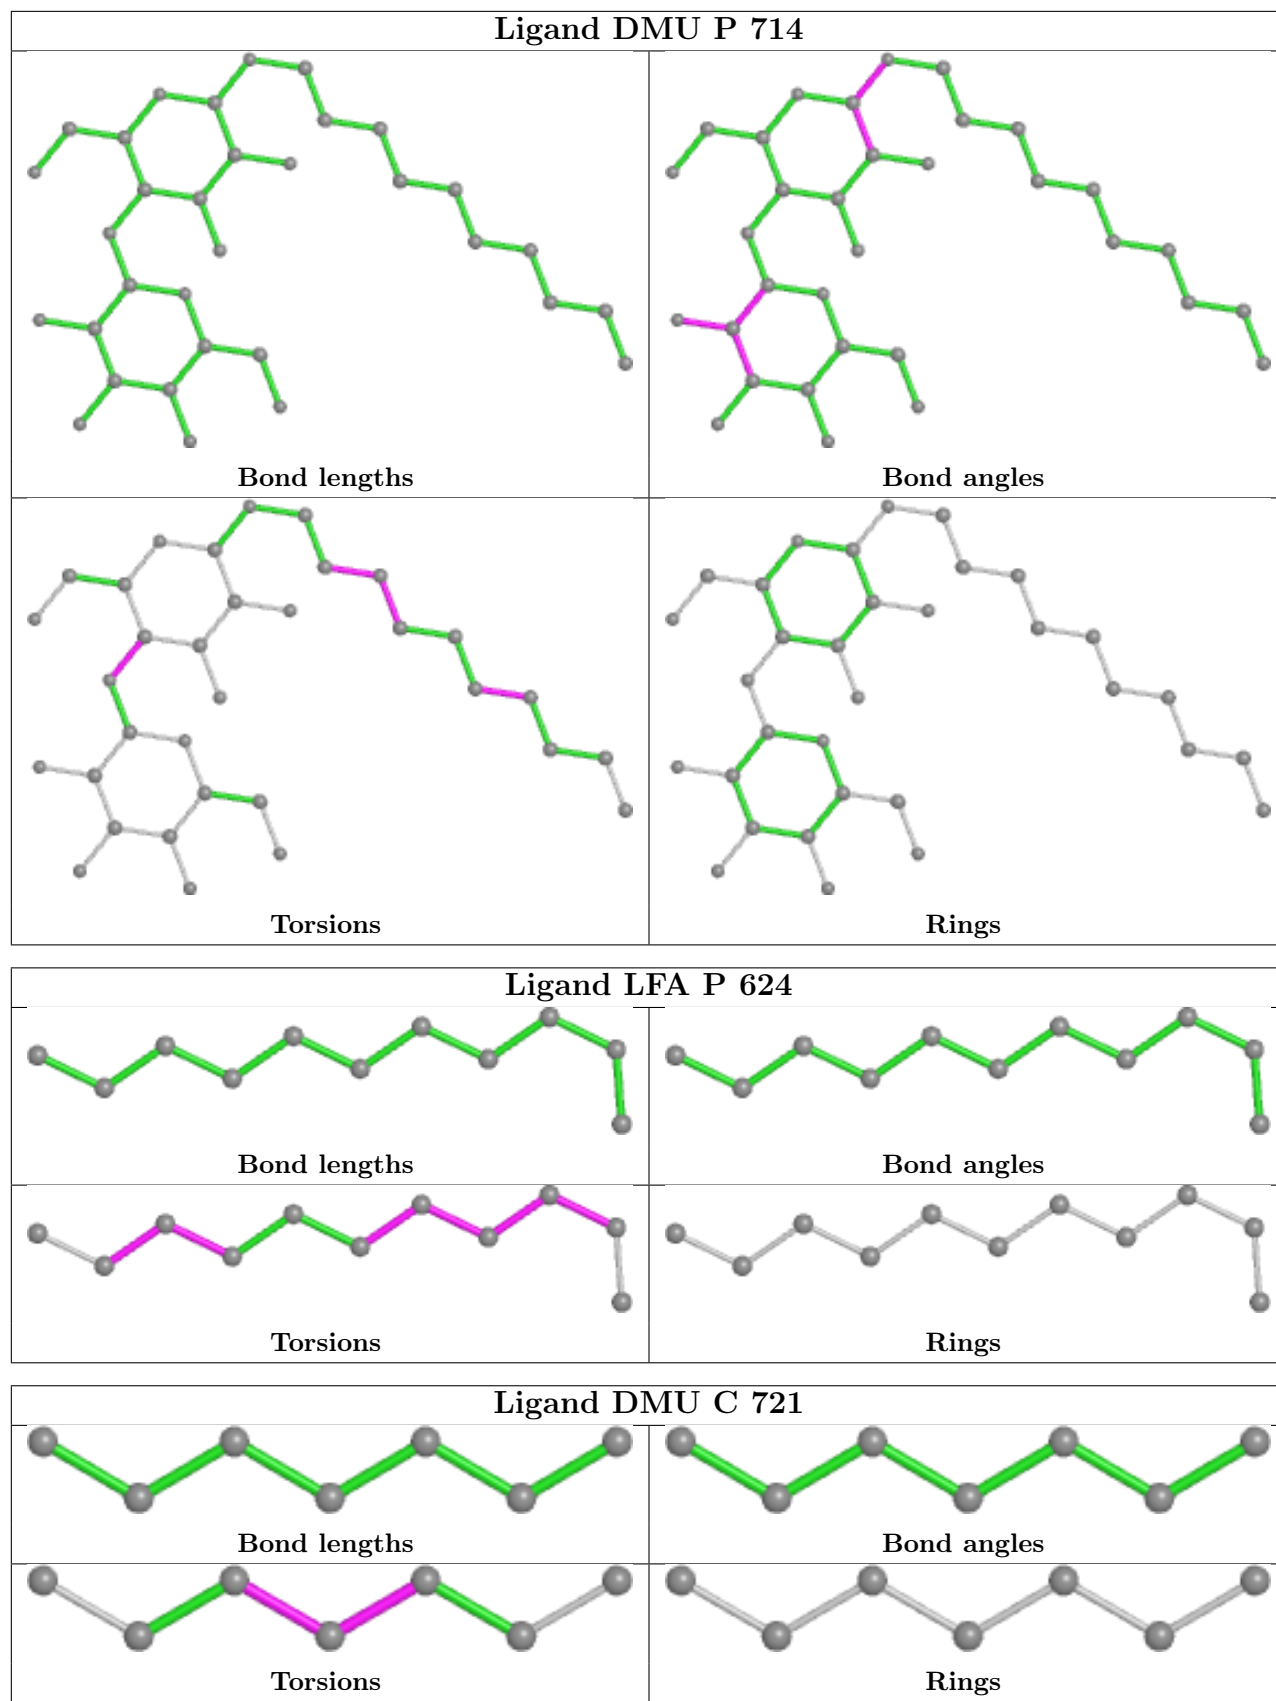 Ligand DMU P 714
Bond lengths
Bond angles
Torsions
Rings
Ligand LFA P 624
Bond lengths
Bond angles
Torsions
Rings
Ligand DMU C 721
Bond lengths
Bond angles
Torsions
Rings